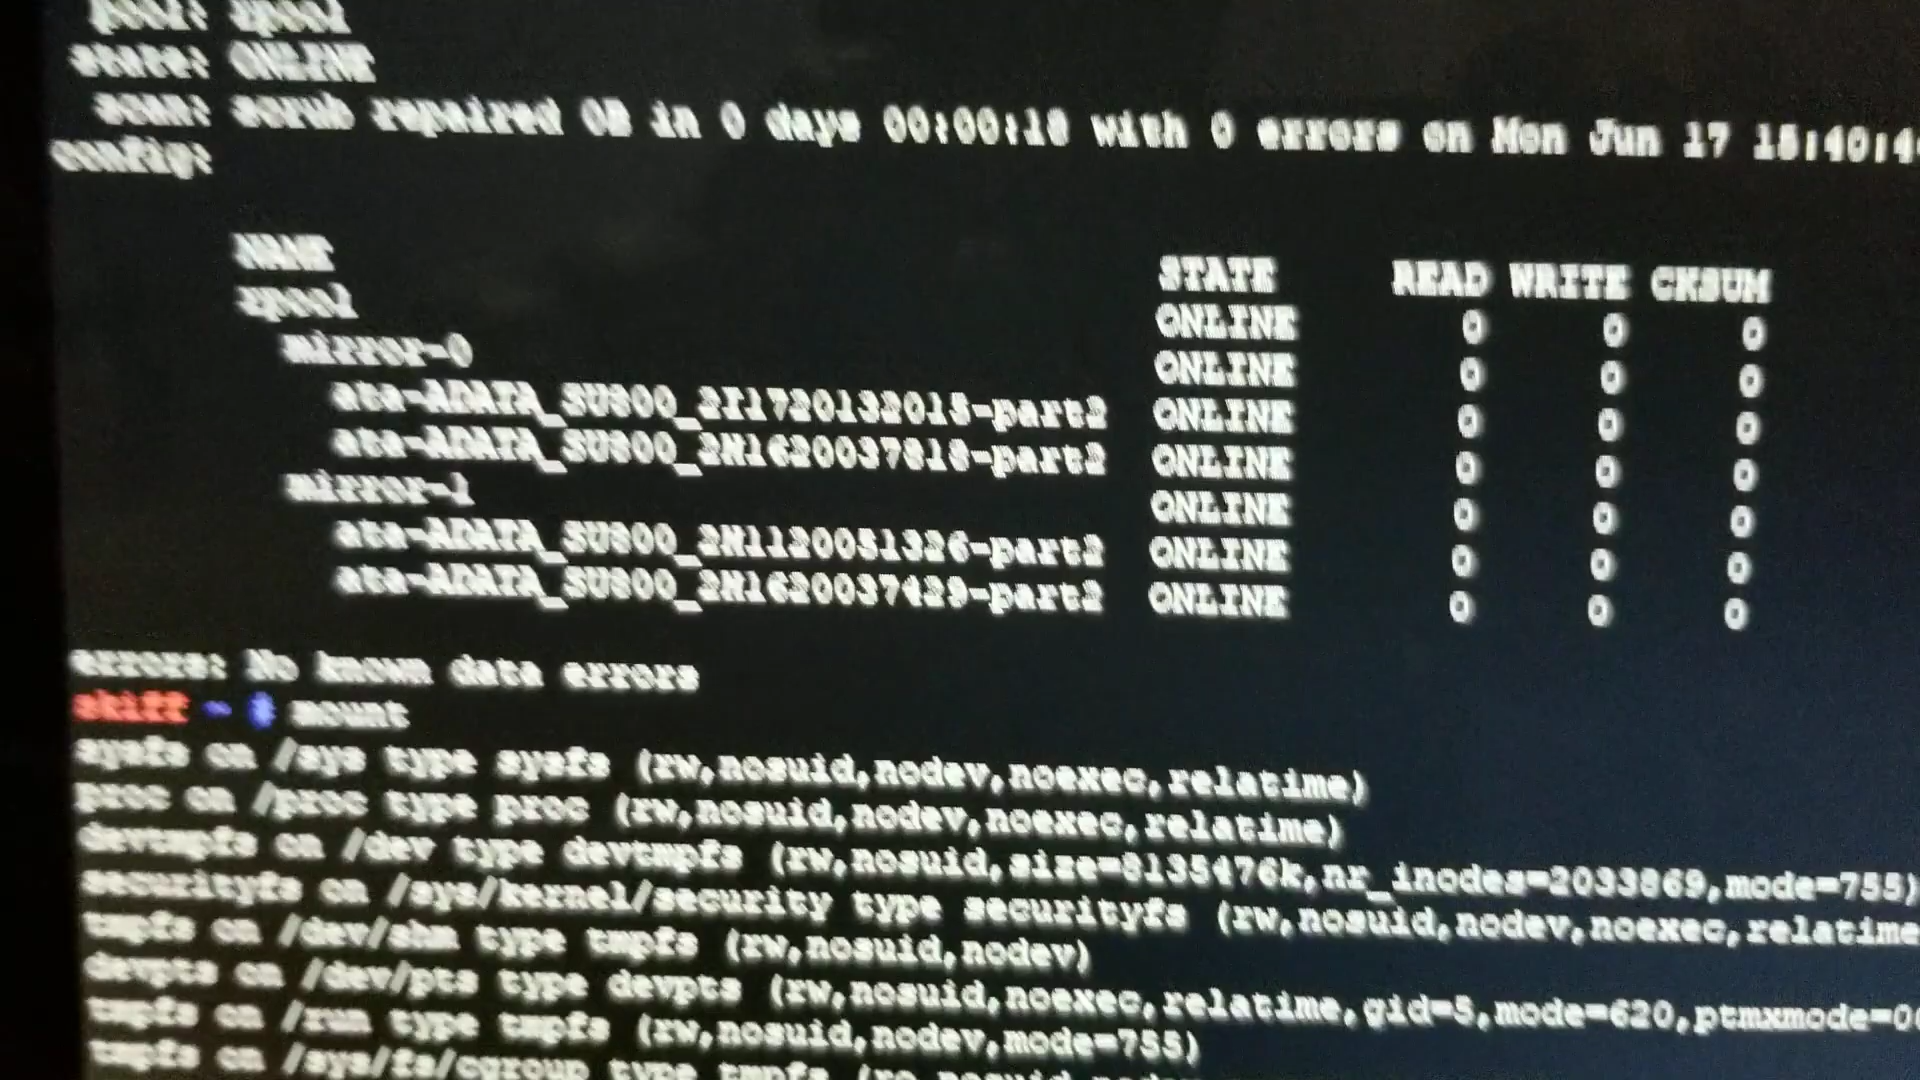 pool: zpool
state: ONLINE
scan: scrub repaired 0B in 0 days 00:00:18 with 0 errors on Mon Jun 17 15:40:4
config:
NAME STATE READ WRITE CKSUM
zpool ONLINE 0 0 0
mirror-0 ONLINE 0 0 0
ata-ADATA_SU800_2I1720132015-part2 ONLINE 0 0 0
ata-ADATA_SU800_2H1620037818-part2 ONLINE 0 0 0
mirror-1 ONLINE 0 0 0
ata-ADATA_SU800_2H1120051326-part2 ONLINE 0 0 0
ata-ADATA_SU800_2H1620037429-part2 ONLINE 0 0 0
errors: No known data errors
skiff ~ # mount
sysfs on /sys type sysfs (rw,nosuid,nodev,noexec,relatime)
proc on /proc type proc (rw,nosuid,nodev,noexec,relatime)
devtmpfs on /dev type devtmpfs (rw,nosuid,size=8135476k,nr_inodes=2033869,mode=755)
securityfs on /sys/kernel/security type securityfs (rw,nosuid,nodev,noexec,relatime
tmpfs on /dev/shm type tmpfs (rw,nosuid,nodev)
devpts on /dev/pts type devpts (rw,nosuid,noexec,relatime,gid=5,mode=620,ptmxmode=0
tmpfs on /run type tmpfs (rw,nosuid,nodev,mode=755)
tmpfs on /sys/fs/cgroup type tmpfs (ro,nosuid,nodev